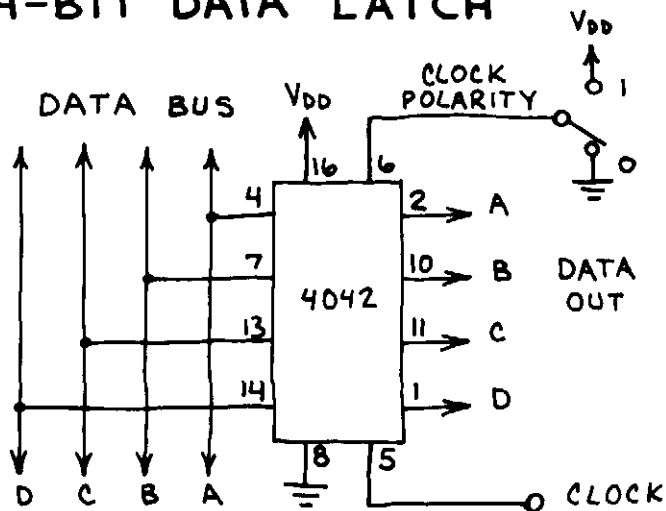 4-BIT DATA LATCH
VDD
CLOCK
POLARITY
1
0
DATA BUS
VDD
16
6
4
2
A
7
10
B
DATA
OUT
4042
13
11
C
14
1
D
8
5
D C B A
CLOCK